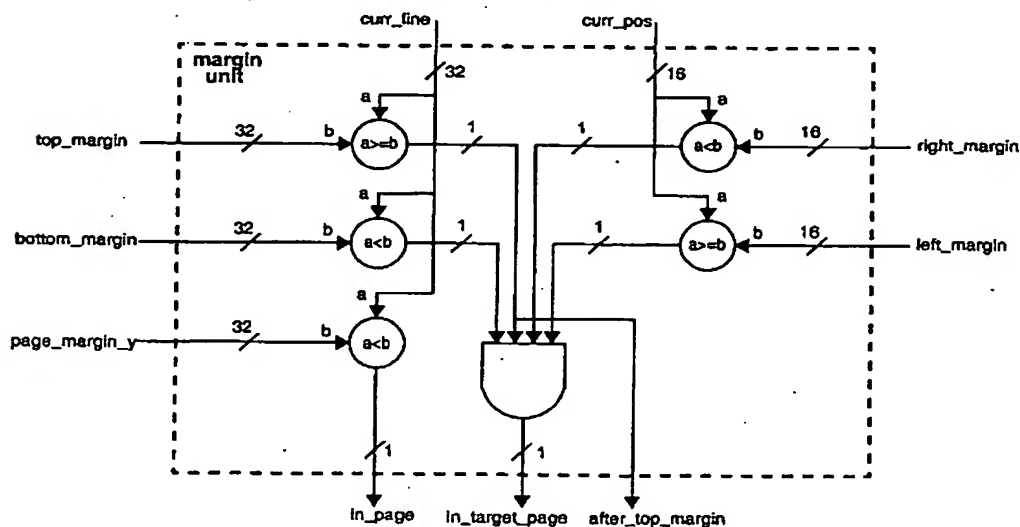 curr_line
curr_pos
margin
unit
32
16
a
a
top_margin
32
b
a>=b
1
1
a<b
b
16
right_margin
a
a
bottom_margin
32
b
a<b
1
1
a>=b
b
16
left_margin
a
page_margin_y
32
b
a<b
1
1
in_page
in_target_page
after_top_margin